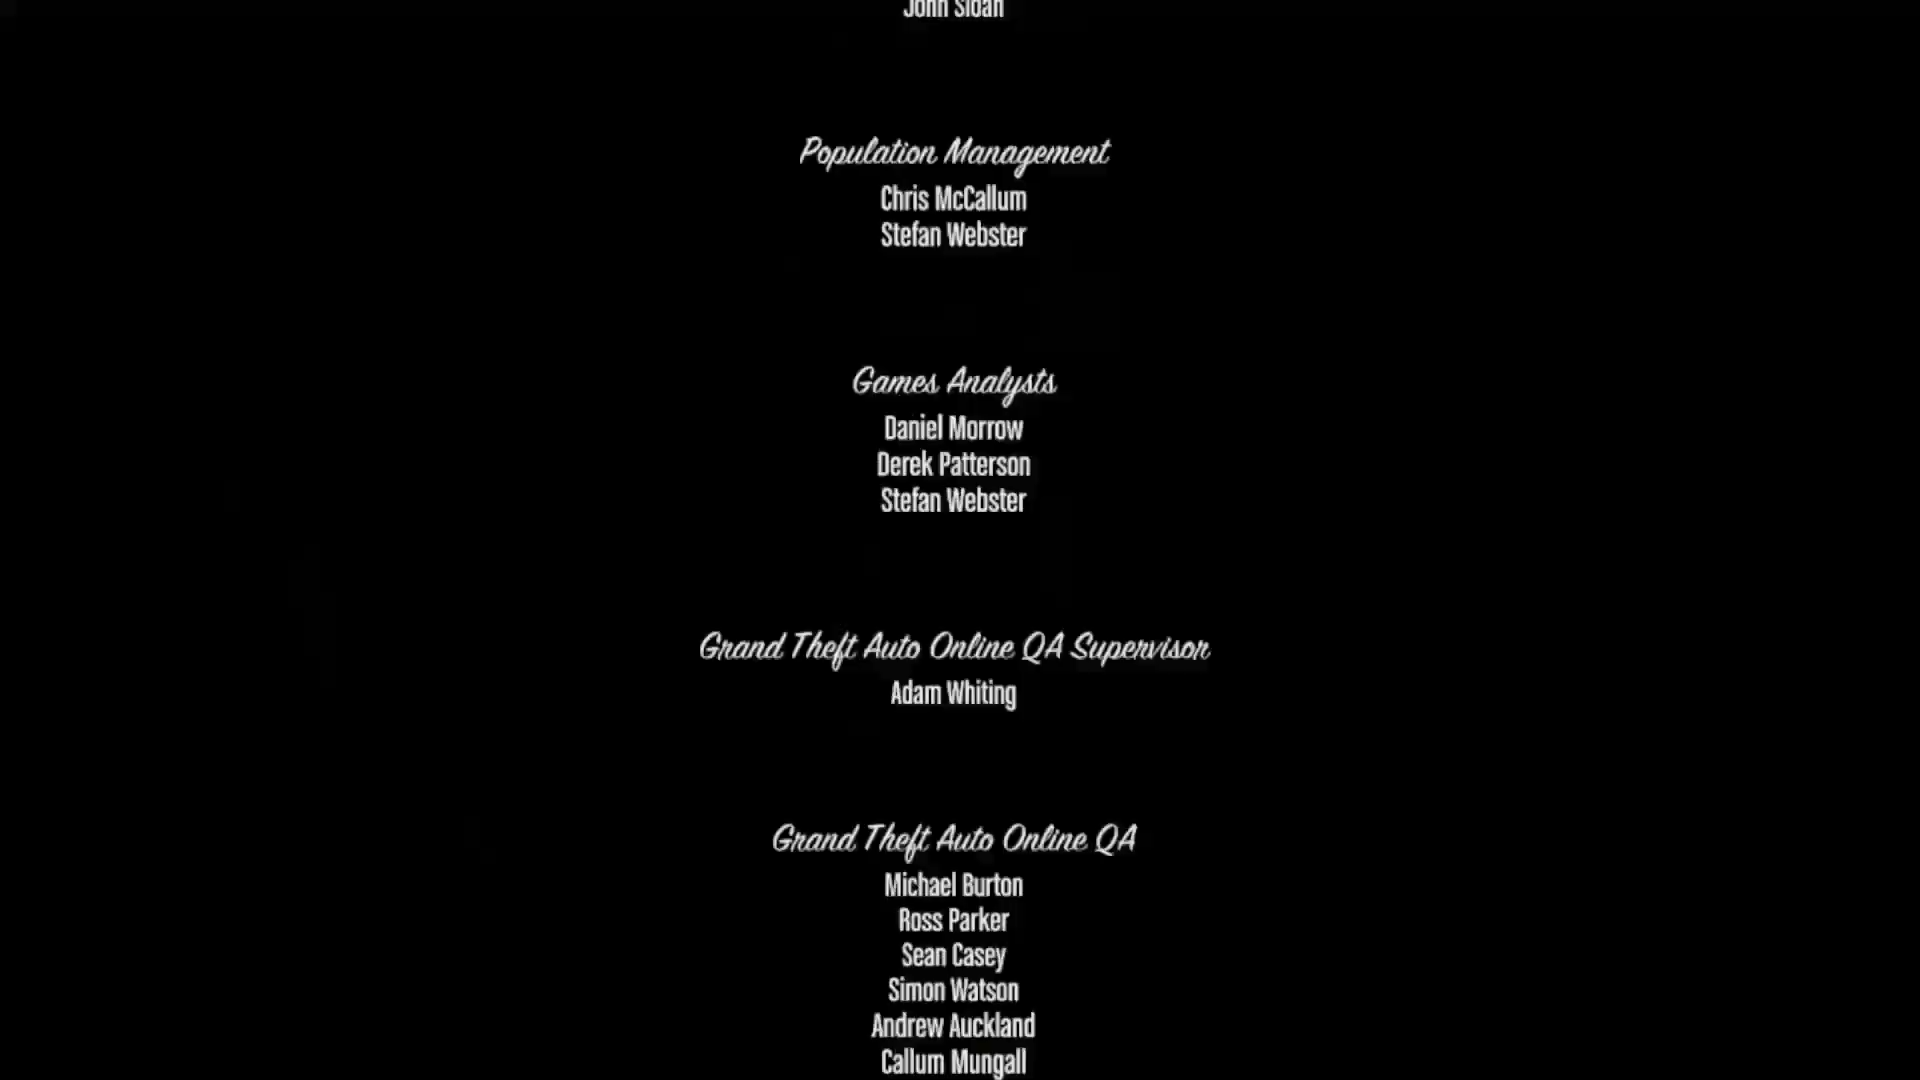 John Sloan
Population Management
Chris McCallum
Stefan Webster
Games Analysts
Daniel Morrow
Derek Patterson
Stefan Webster
Grand Theft Auto Online QA Supervisor
Adam Whiting
Grand Theft Auto Online QA
Michael Burton
Ross Parker
Sean Casey
Simon Watson
Andrew Auckland
Callum Mungall